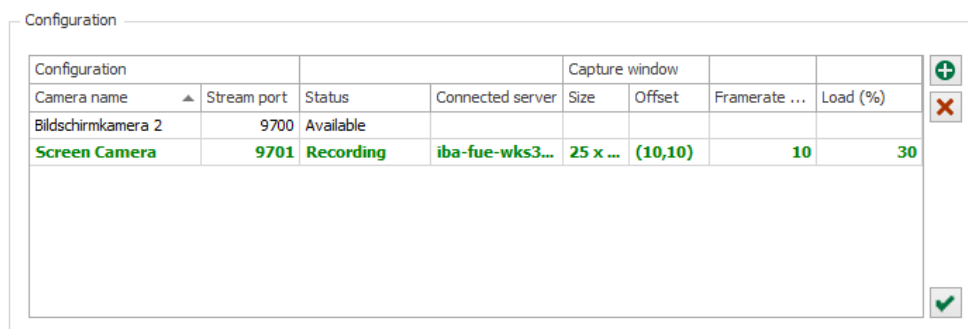 Configuration
Configuration Capture window
Camera name Stream port Status Connected server Size Offset Framerate ... Load (%)
Bildschirmkamera 2 9700 Available
Screen Camera 9701 Recording iba-fue-wks3... 25 x ... (10,10) 10 30